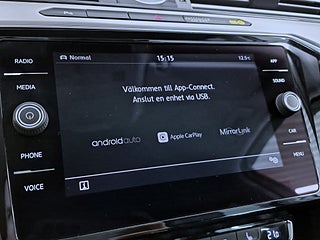 RADIO
MEDIA
PHONE
VOICE
Normal 15:15 12.5°C
Välkommen till App-Connect.
Anslut en enhet via USB.
androidauto Apple CarPlay MirrorLink
APP
SOUND
CAR
MENU